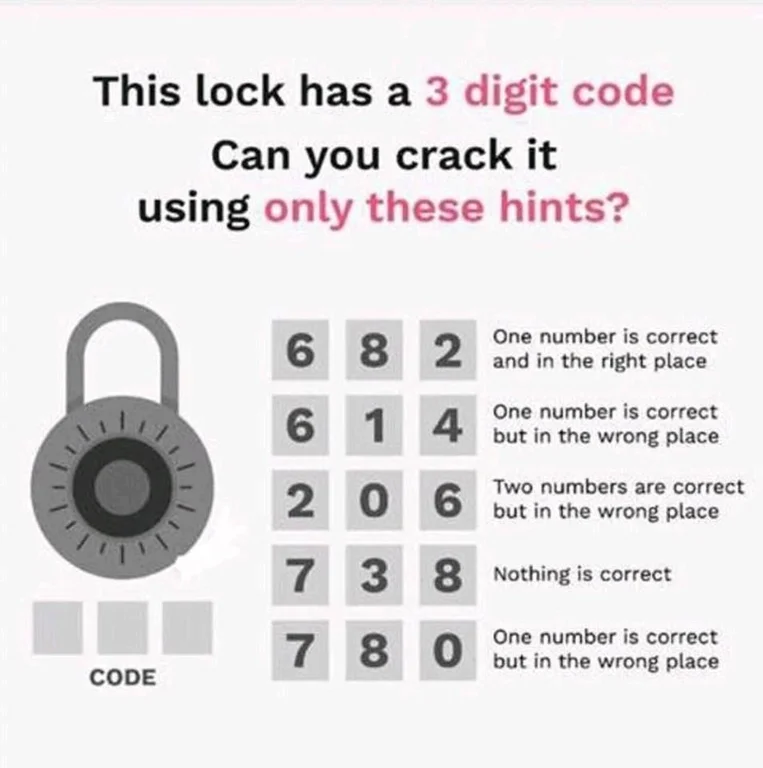 This lock has a 3 digit code
Can you crack it
using only these hints?
6 8 2 One number is correct
and in the right place
6 1 4 One number is correct
but in the wrong place
2 0 6 Two numbers are correct
but in the wrong place
7 3 8 Nothing is correct
7 8 0 One number is correct
but in the wrong place
CODE